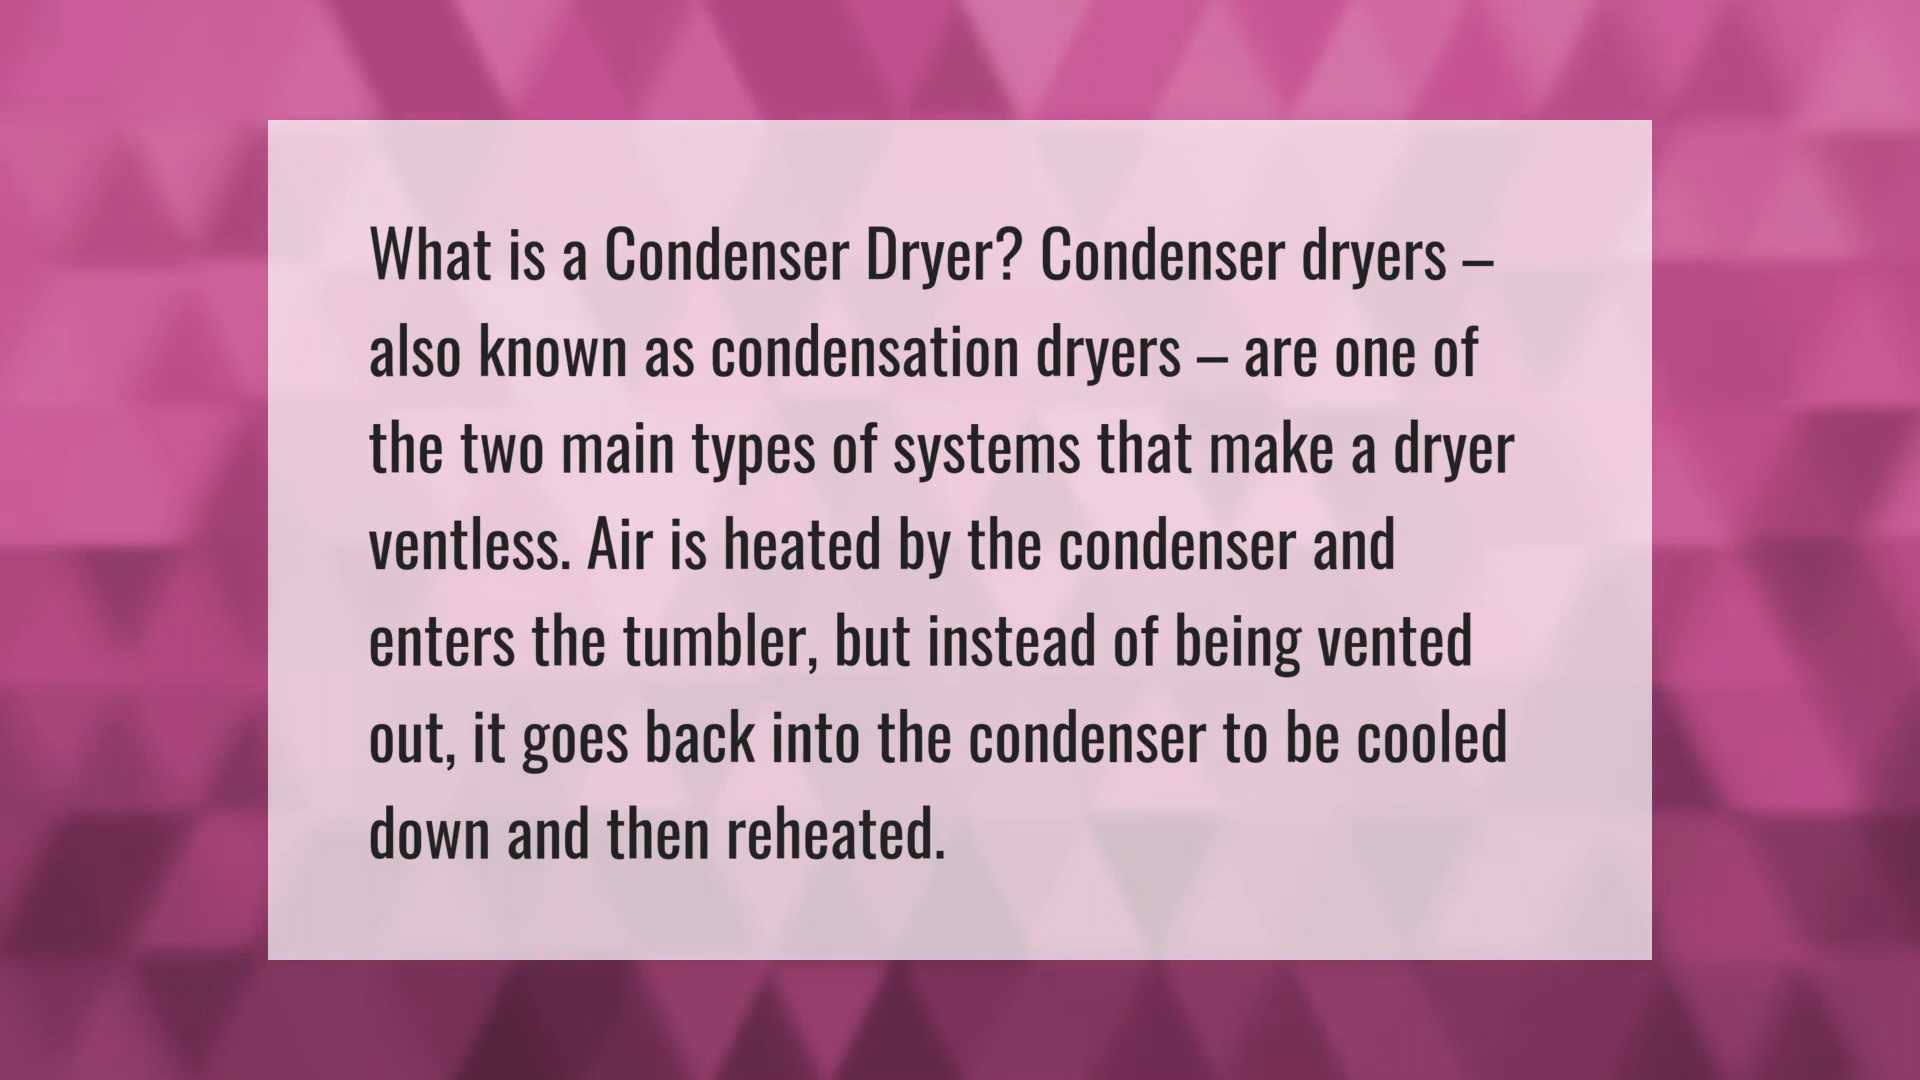 What is a Condenser Dryer? Condenser dryers –
also known as condensation dryers – are one of
the two main types of systems that make a dryer
ventless. Air is heated by the condenser and
enters the tumbler, but instead of being vented
out, it goes back into the condenser to be cooled
down and then reheated.